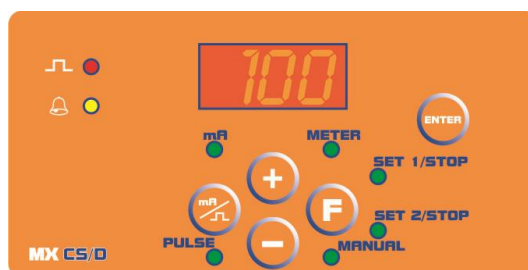 100
ENTER
mA
METER
SET 1/STOP
+
mA/
F
SET 2/STOP
PULSE
-
MANUAL
MX CS/D